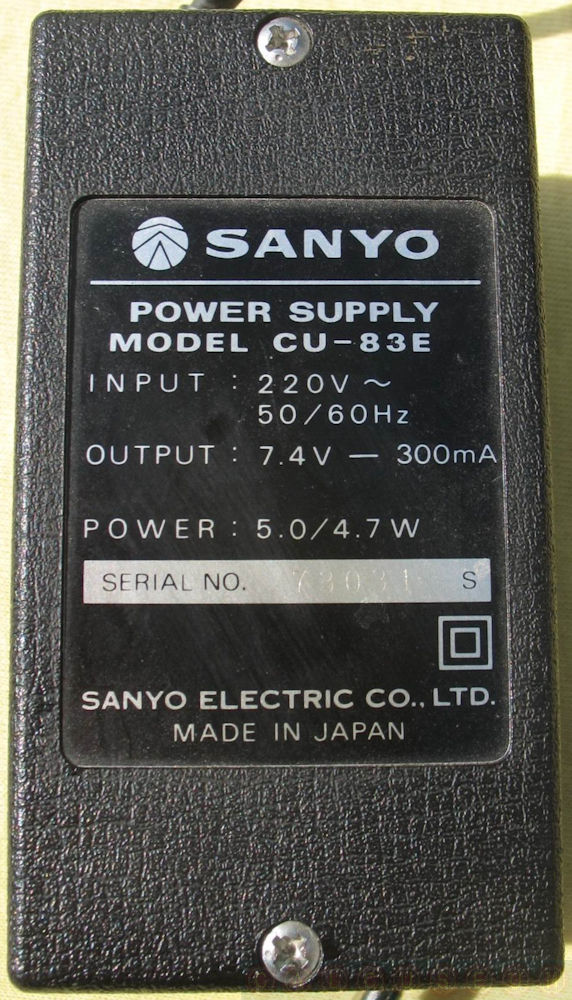 SANYO
POWER SUPPLY
MODEL CU-83E
INPUT : 220V ~
50/60Hz
OUTPUT : 7.4V — 300mA
POWER : 5.0/4.7W
SERIAL NO. 73031 S
SANYO ELECTRIC CO., LTD.
MADE IN JAPAN